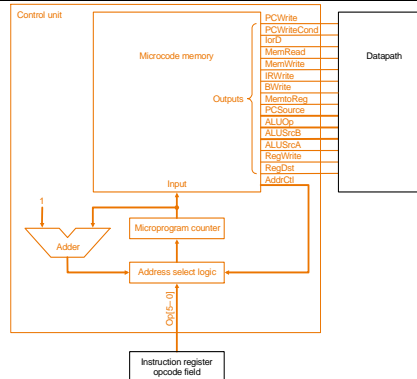 Control unit
Microcode memory
Outputs
PCWrite
PCWriteCond
IorD
MemRead
MemWrite
IRWrite
BWrite
MemtoReg
PCSource
ALUOp
ALUSrcB
ALUSrcA
RegWrite
RegDst
AddrCtl
Datapath
Input
1
Microprogram counter
Adder
Address select logic
Op[5–0]
Instruction register
opcode field